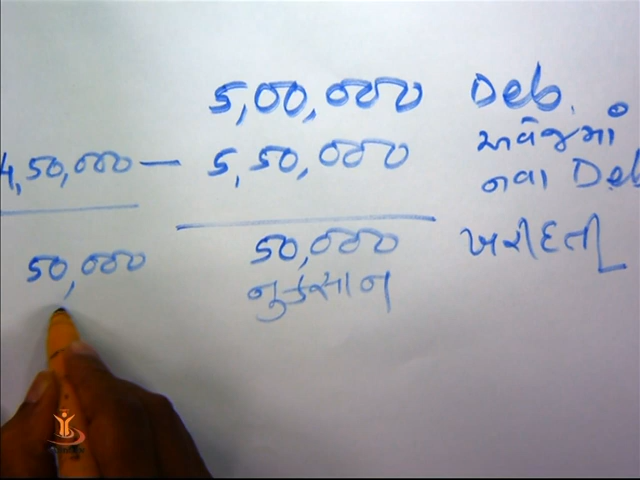 5,00,000 Deb.
4,50,000 — 5,50,000 અવેજમાં
નવા Deb
50,000 50,000 ખરીદતી
નુકસાન